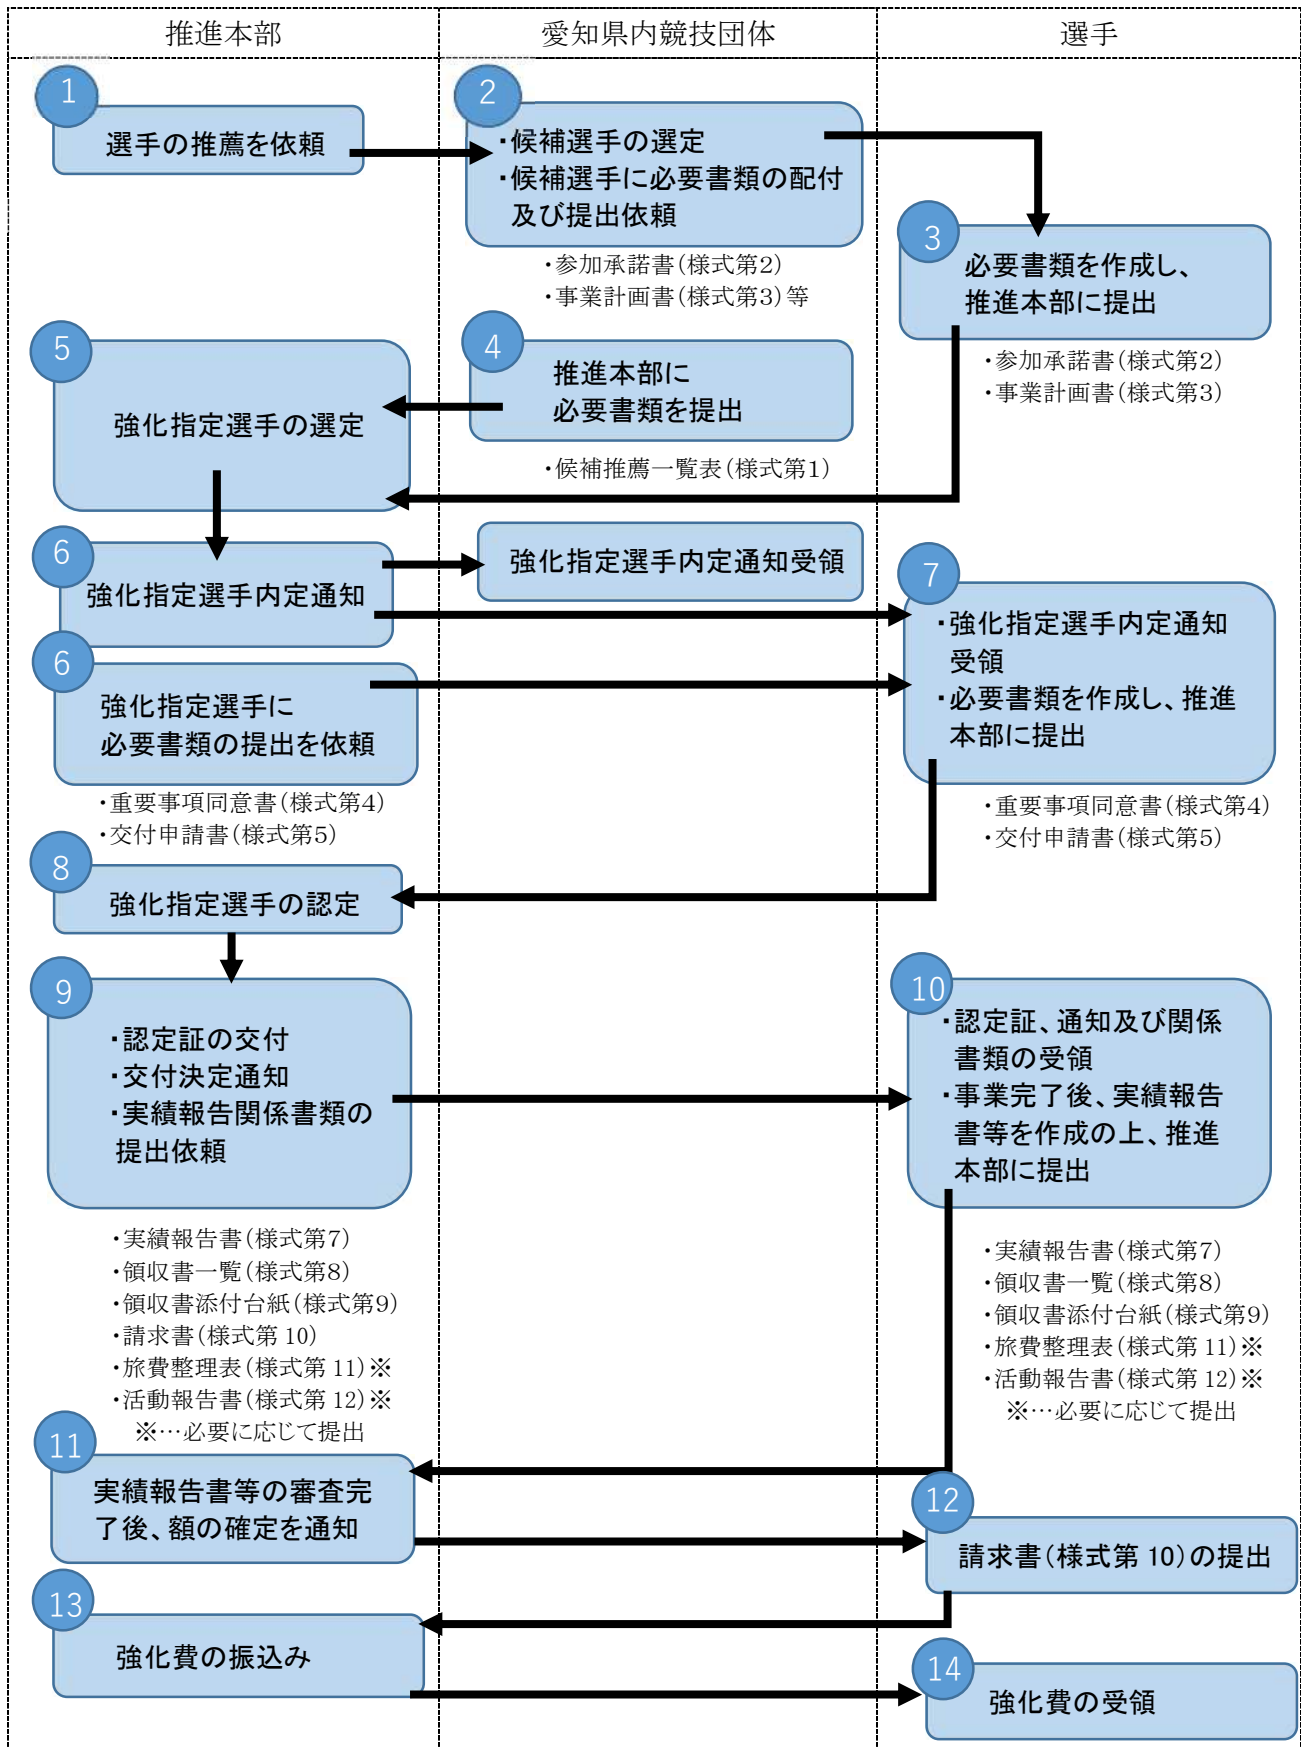 推進本部
愛知県内競技団体
選手
1
選手の推薦を依頼
2
・候補選手の選定
・候補選手に必要書類の配付
及び提出依頼
・参加承諾書(様式第2)
・事業計画書(様式第3)等
3
必要書類を作成し、
推進本部に提出
・参加承諾書(様式第2)
・事業計画書(様式第3)
4
推進本部に
必要書類を提出
・候補推薦一覧表(様式第1)
5
強化指定選手の選定
6
強化指定選手内定通知
強化指定選手内定通知受領
6
強化指定選手に
必要書類の提出を依頼
・重要事項同意書(様式第4)
・交付申請書(様式第5)
7
・強化指定選手内定通知
受領
・必要書類を作成し、推進
本部に提出
・重要事項同意書(様式第4)
・交付申請書(様式第5)
8
強化指定選手の認定
9
・認定証の交付
・交付決定通知
・実績報告関係書類の
提出依頼
・実績報告書(様式第7)
・領収書一覧(様式第8)
・領収書添付台紙(様式第9)
・請求書(様式第 10)
・旅費整理表(様式第 11)※
・活動報告書(様式第 12)※
※…必要に応じて提出
10
・認定証、通知及び関係
書類の受領
・事業完了後、実績報告
書等を作成の上、推進
本部に提出
・実績報告書(様式第7)
・領収書一覧(様式第8)
・領収書添付台紙(様式第9)
・旅費整理表(様式第 11)※
・活動報告書(様式第 12)※
※…必要に応じて提出
11
実績報告書等の審査完
了後、額の確定を通知
12
請求書(様式第 10)の提出
13
強化費の振込み
14
強化費の受領